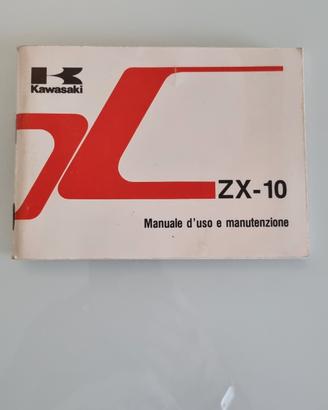 Kawasaki
ZX-10
Manuale d'uso e manutenzione